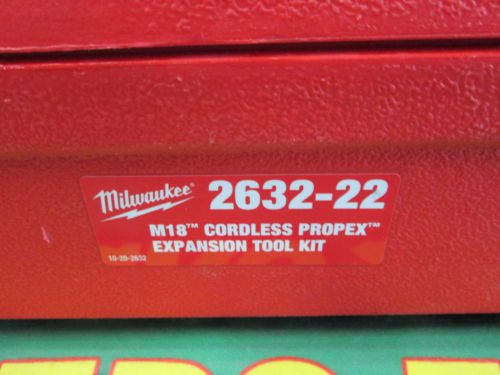 Milwaukee® 2632-22
M18™ CORDLESS PROPEX™
EXPANSION TOOL KIT
10-20-2632